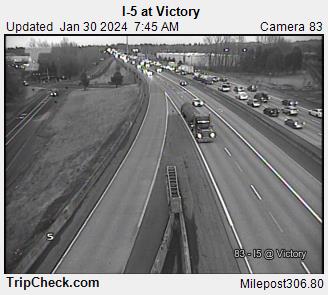 I-5 at Victory
Updated Jan 30 2024 7:45 AM Camera 83
83 - I5 @ Victory
TripCheck.com Milepost306.80